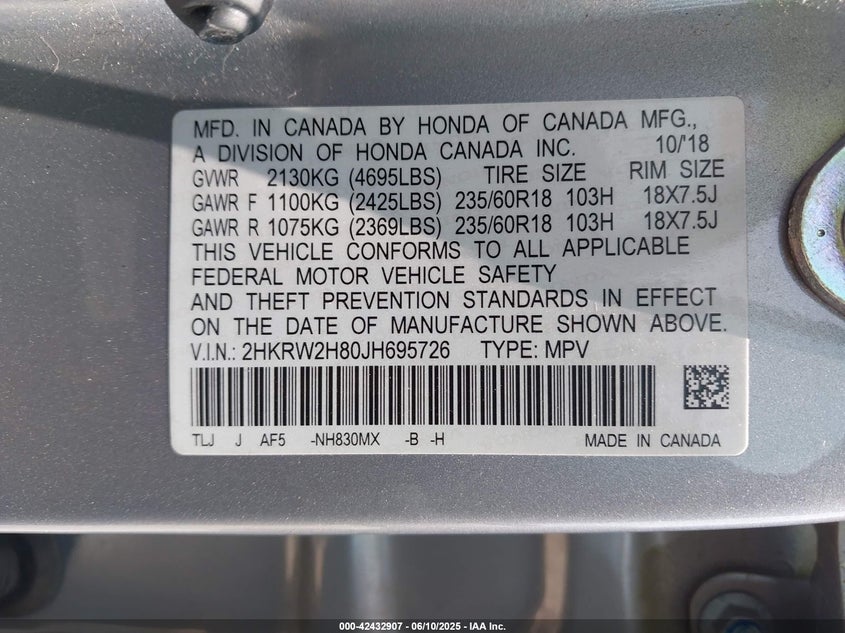 MFD. IN CANADA BY HONDA OF CANADA MFG.,
A DIVISION OF HONDA CANADA INC. 10/'18
GVWR 2130KG (4695LBS) TIRE SIZE RIM SIZE
GAWR F 1100KG (2425LBS) 235/60R18 103H 18X7.5J
GAWR R 1075KG (2369LBS) 235/60R18 103H 18X7.5J
THIS VEHICLE CONFORMS TO ALL APPLICABLE
FEDERAL MOTOR VEHICLE SAFETY
AND THEFT PREVENTION STANDARDS IN EFFECT
ON THE DATE OF MANUFACTURE SHOWN ABOVE.
V.I.N.: 2HKRW2H80JH695726 TYPE: MPV
TLJ J AF5 -NH830MX -B -H MADE IN CANADA
000-42432907 - 06/10/2025 - IAA Inc.